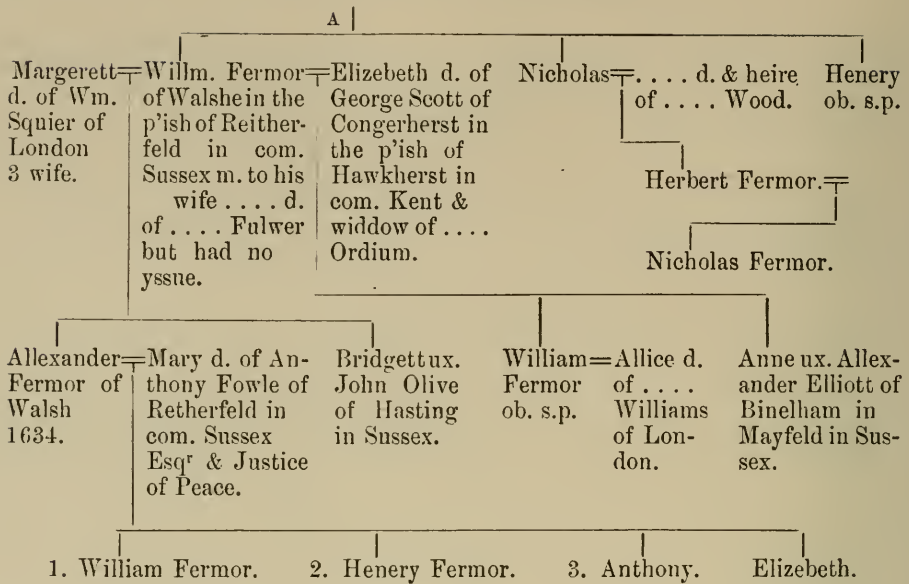 A
Margerett
d. of Wm.
Squier of
London
3 wife.
Willm. Fermor
of Walshe in the
p'ish of Reither-
feld in com.
Sussex m. to his
wife .... d.
of .... Fulwer
but had no
yssue.
Elizebeth d. of
George Scott of
Congerherst in
the p'ish of
Hawkherst in
com. Kent &
widdow of ....
Ordium.
Nicholas
.... d. & heire
of .... Wood.
Henery
ob. s.p.
Herbert Fermor.
Nicholas Fermor.
Allexander
Fermor of
Walsh
1634.
Mary d. of An-
thony Fowle of
Retherfeld in
com. Sussex
Esqr & Justice
of Peace.
Bridgett ux.
John Olive
of Hasting
in Sussex.
William
Fermor
ob. s.p.
Allice d.
of ....
Williams
of Lon-
don.
Anne ux. Allex-
ander Elliott of
Binelham in
Mayfeld in Sus-
sex.
1. William Fermor. 2. Henery Fermor. 3. Anthony. Elizebeth.